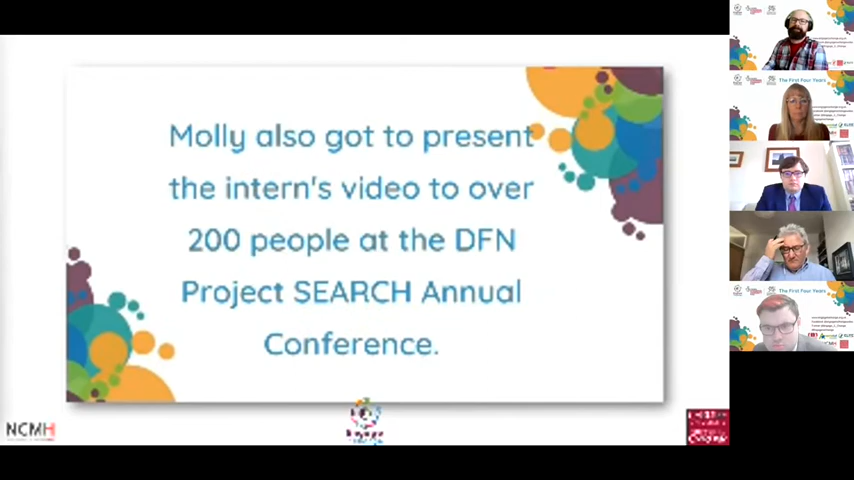 Molly also got to present
the intern's video to over
200 people at the DFN
Project SEARCH Annual
Conference.
NCMH
The First Four Years
The First Four Years